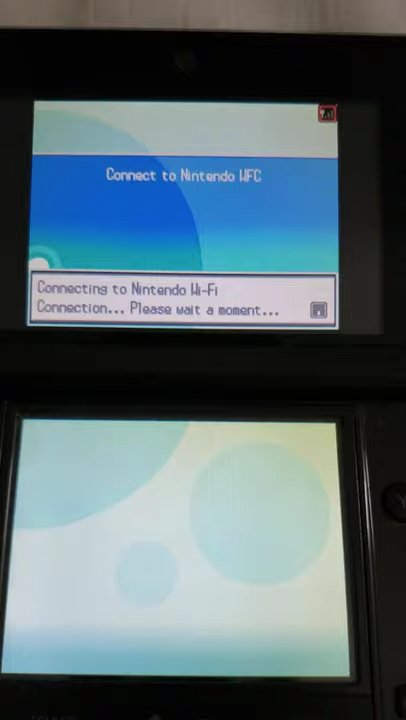 Connect to Nintendo WFC
Connecting to Nintendo Wi-Fi
Connection... Please wait a moment...